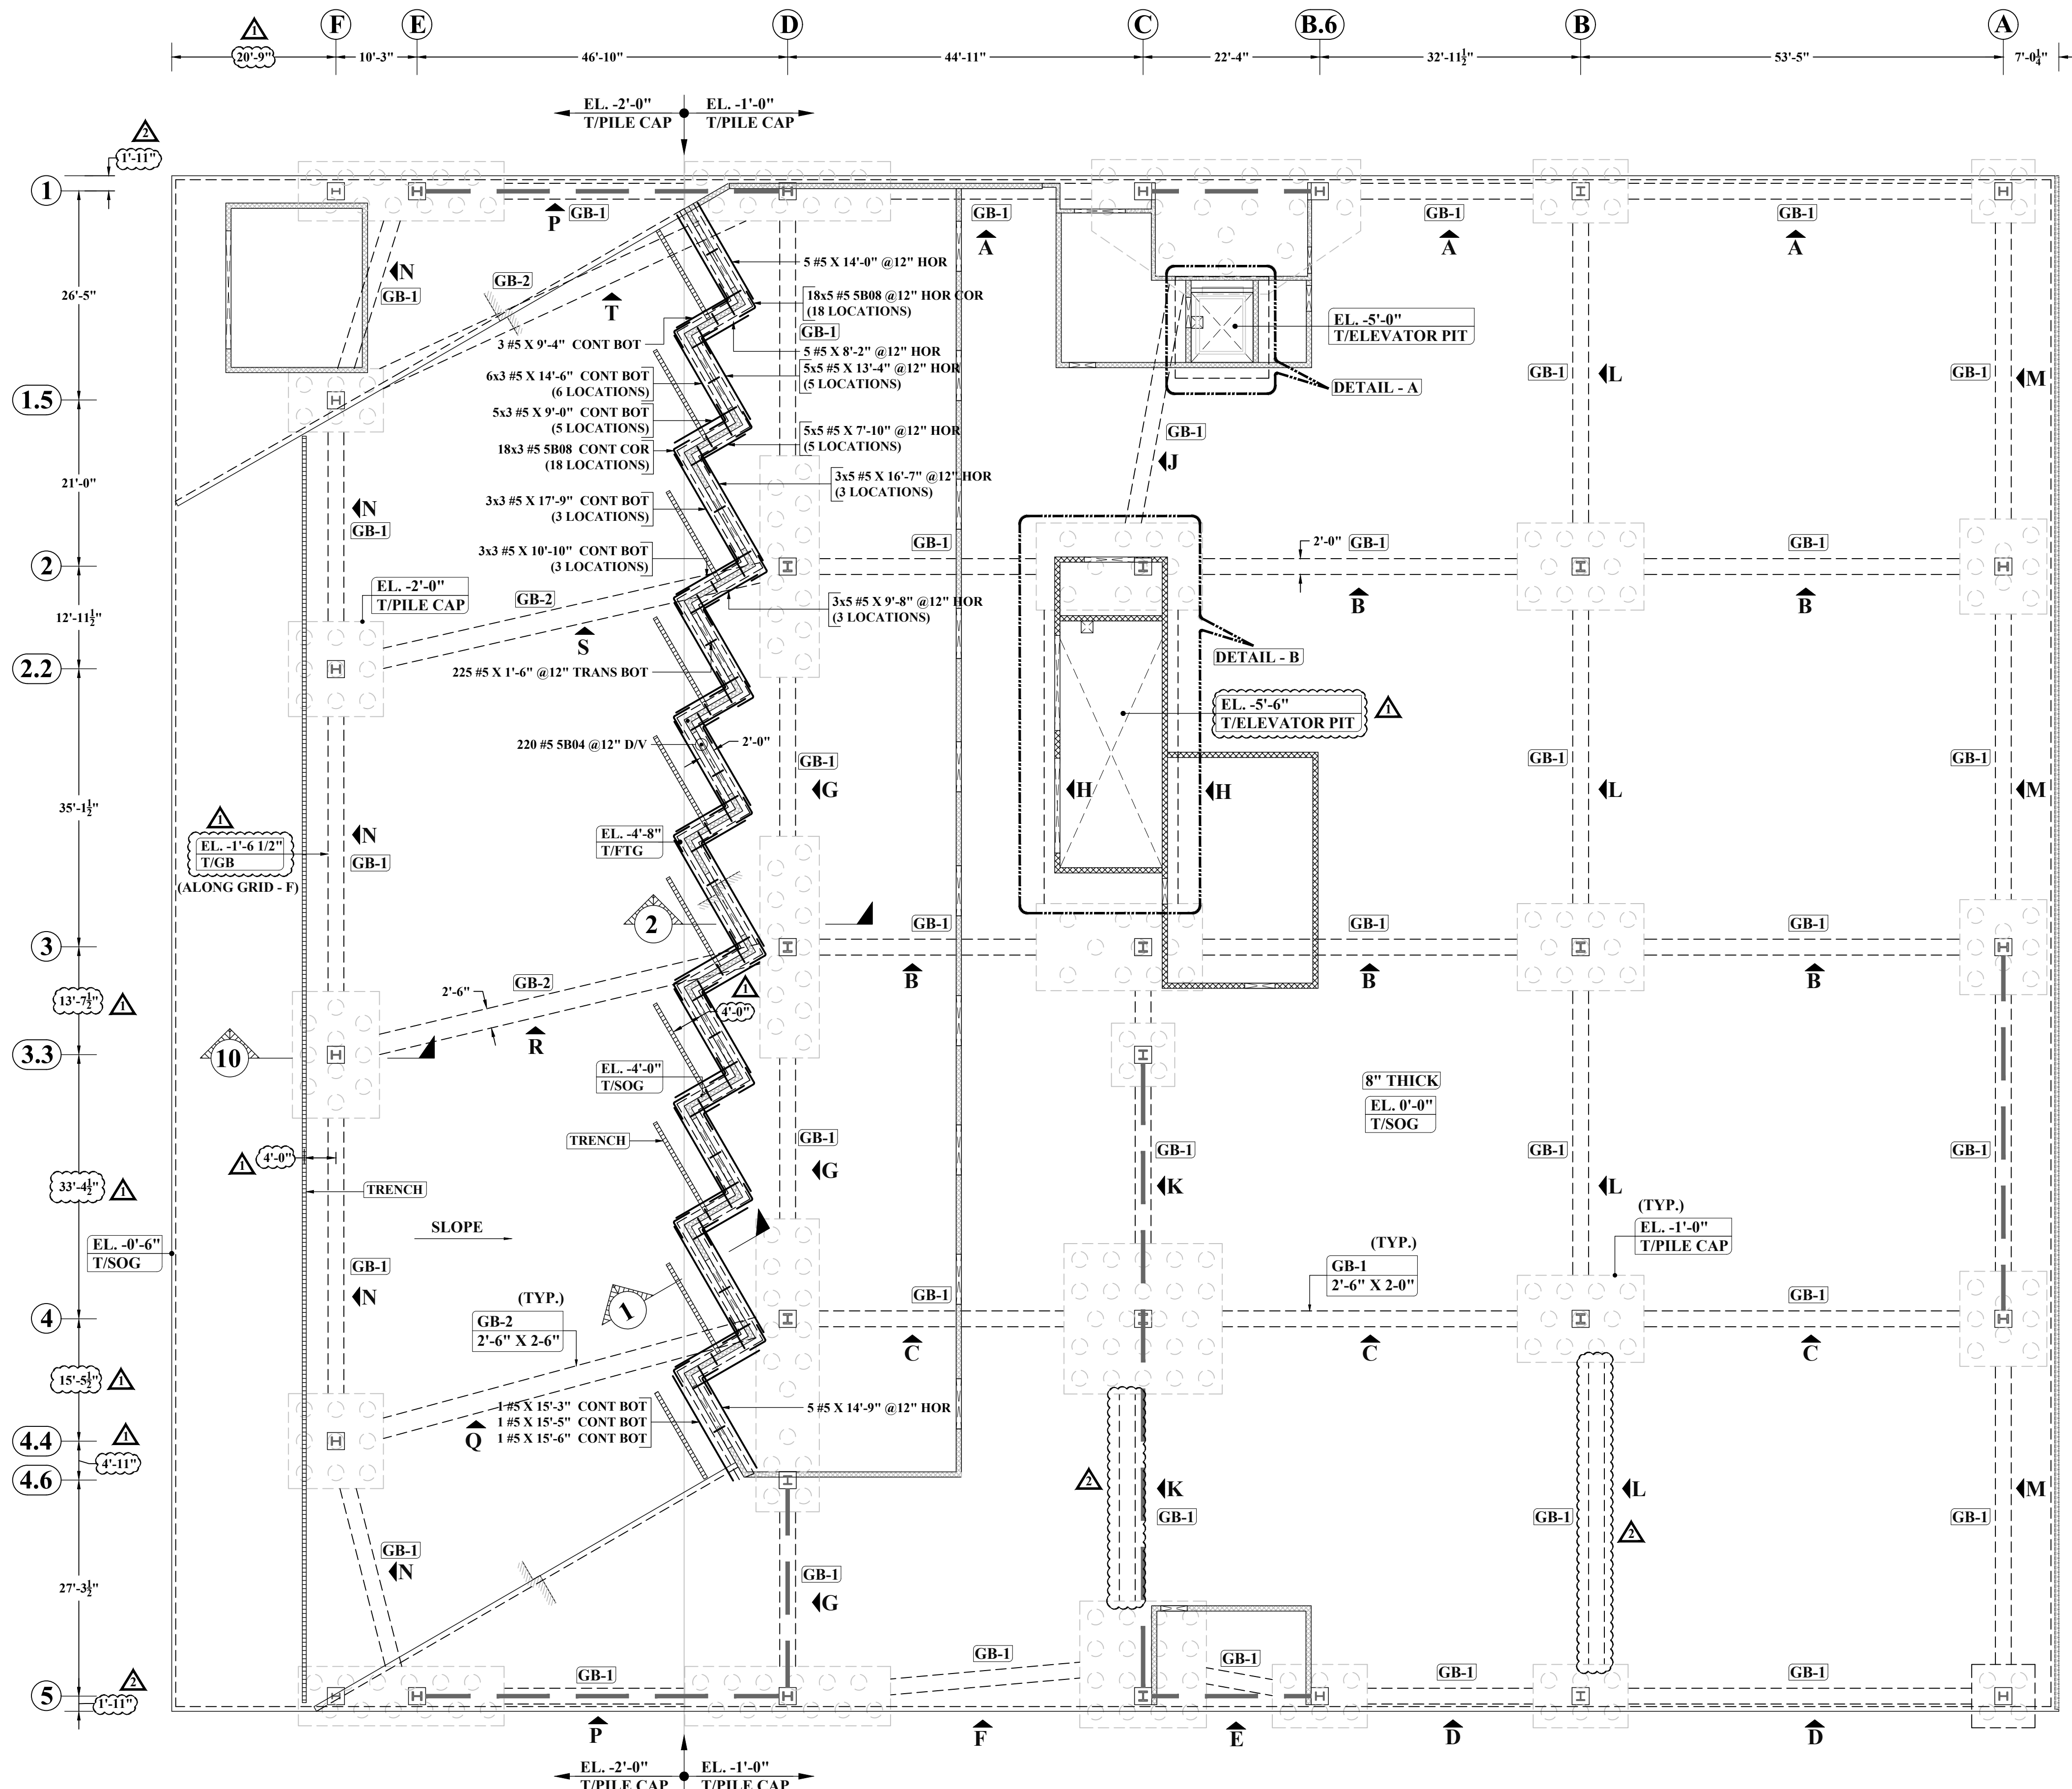 F
E
D
C
B.6
B
A
1
20'-9"
10'-3"
46'-10"
44'-11"
22'-4"
32'-11½"
53'-5"
7'-0¼"
EL. -2'-0"
T/PILE CAP
EL. -1'-0"
T/PILE CAP
2
1'-11"
1
GB-1
P
GB-1
A
GB-1
A
GB-1
A
26'-5"
N
GB-1
GB-2
T
5 #5 X 14'-0" @12" HOR
18x5 #5 5B08 @12" HOR COR
(18 LOCATIONS)
GB-1
3 #5 X 9'-4" CONT BOT
5 #5 X 8'-2" @12" HOR
5x5 #5 X 13'-4" @12" HOR
(5 LOCATIONS)
6x3 #5 X 14'-6" CONT BOT
(6 LOCATIONS)
5x3 #5 X 9'-0" CONT BOT
(5 LOCATIONS)
5x5 #5 X 7'-10" @12" HOR
(5 LOCATIONS)
18x3 #5 5B08 CONT COR
(18 LOCATIONS)
3x5 #5 X 16'-7" @12" HOR
(3 LOCATIONS)
3x3 #5 X 17'-9" CONT BOT
(3 LOCATIONS)
3x3 #5 X 10'-10" CONT BOT
(3 LOCATIONS)
3x5 #5 X 9'-8" @12" HOR
(3 LOCATIONS)
EL. -5'-0"
T/ELEVATOR PIT
DETAIL - A
GB-1
L
GB-1
M
1.5
GB-1
J
21'-0"
N
GB-1
GB-1
2'-0"
GB-1
GB-1
2
B
B
EL. -2'-0"
T/PILE CAP
12'-11½"
GB-2
S
2.2
225 #5 X 1'-6" @12" TRANS BOT
DETAIL - B
EL. -5'-6"
T/ELEVATOR PIT
1
220 #5 5B04 @12" D/V
2'-0"
GB-1
G
H
H
GB-1
L
GB-1
M
35'-1½"
1
EL. -1'-6 1/2"
T/GB
(ALONG GRID - F)
N
GB-1
EL. -4'-8"
T/FTG
2
GB-1
GB-1
GB-1
3
B
B
B
13'-7½"
1
GB-2
2'-6"
R
1
4'-0"
3.3
10
EL. -4'-0"
T/SOG
8" THICK
EL. 0'-0"
T/SOG
TRENCH
GB-1
G
GB-1
K
GB-1
L
GB-1
1
4'-0"
33'-4½"
1
TRENCH
SLOPE
EL. -0'-6"
T/SOG
GB-1
N
(TYP.)
EL. -1'-0"
T/PILE CAP
(TYP.)
GB-1
2'-6" X 2-0"
1
(TYP.)
GB-2
2'-6" X 2-6"
GB-1
GB-1
4
C
C
C
15'-5½"
1
1 #5 X 15'-3" CONT BOT
1 #5 X 15'-5" CONT BOT
1 #5 X 15'-6" CONT BOT
5 #5 X 14'-9" @12" HOR
Q
4.4
1
4'-11"
4.6
2
K
GB-1
L
GB-1
2
M
GB-1
27'-3½"
GB-1
N
GB-1
G
GB-1
GB-1
GB-1
GB-1
GB-1
5
2
1'-11"
P
F
E
D
D
EL. -2'-0"
T/PILE CAP
EL. -1'-0"
T/PILE CAP